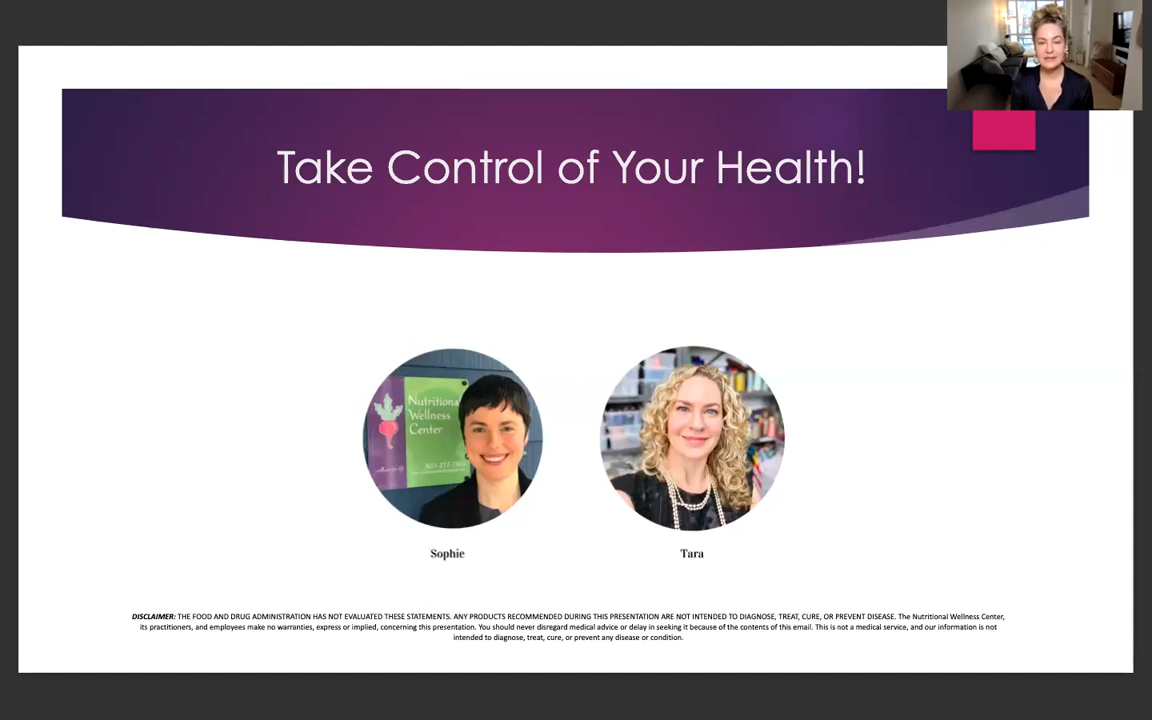 Take Control of Your Health!
Nutritional
Wellness
Center
Sophie
Tara
DISCLAIMER: THE FOOD AND DRUG ADMINISTRATION HAS NOT EVALUATED THESE STATEMENTS. ANY PRODUCTS RECOMMENDED DURING THIS PRESENTATION ARE NOT INTENDED TO DIAGNOSE, TREAT, CURE, OR PREVENT DISEASE. The Nutritional Wellness Center,
its practitioners, and employees make no warranties, express or implied, concerning this presentation. You should never disregard medical advice or delay in seeking it because of the contents of this email. This is not a medical service, and our information is not
intended to diagnose, treat, cure, or prevent any disease or condition.